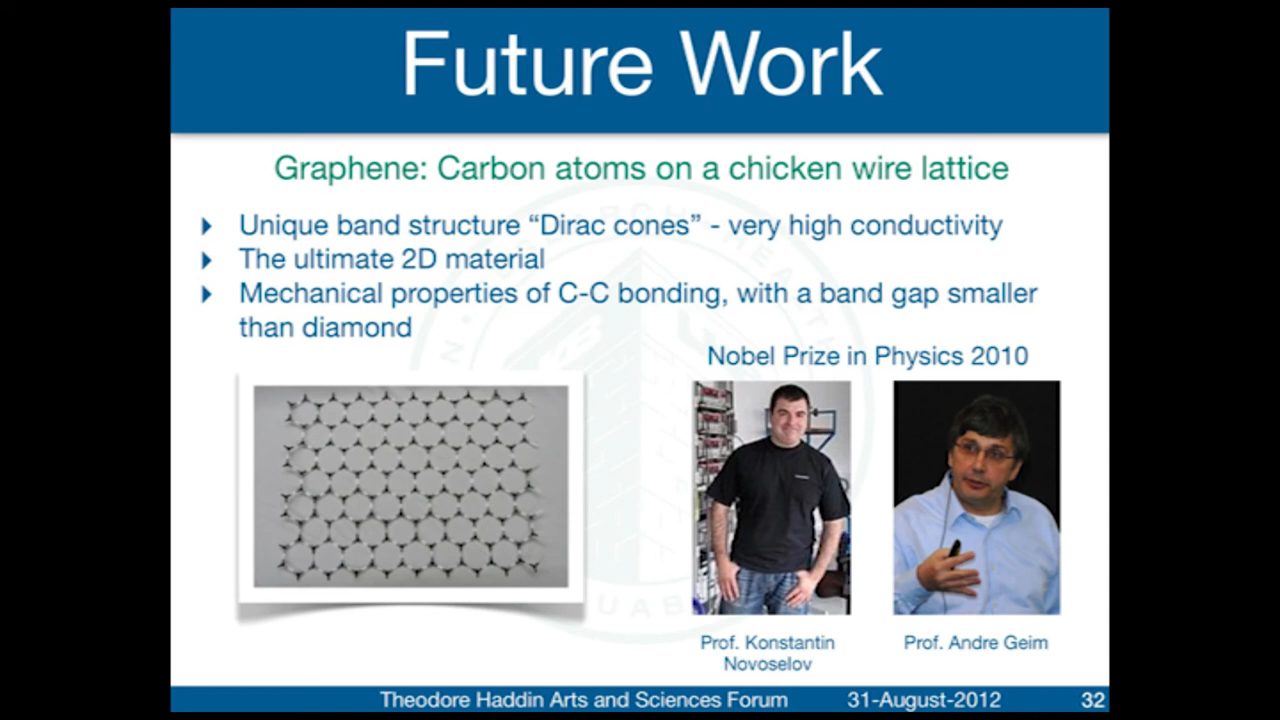 Future Work
Graphene: Carbon atoms on a chicken wire lattice
Unique band structure “Dirac cones” - very high conductivity
The ultimate 2D material
Mechanical properties of C-C bonding, with a band gap smaller
than diamond
Nobel Prize in Physics 2010
Prof. Konstantin
Novoselov
Prof. Andre Geim
UAB
Theodore Haddin Arts and Sciences Forum
31-August-2012
32